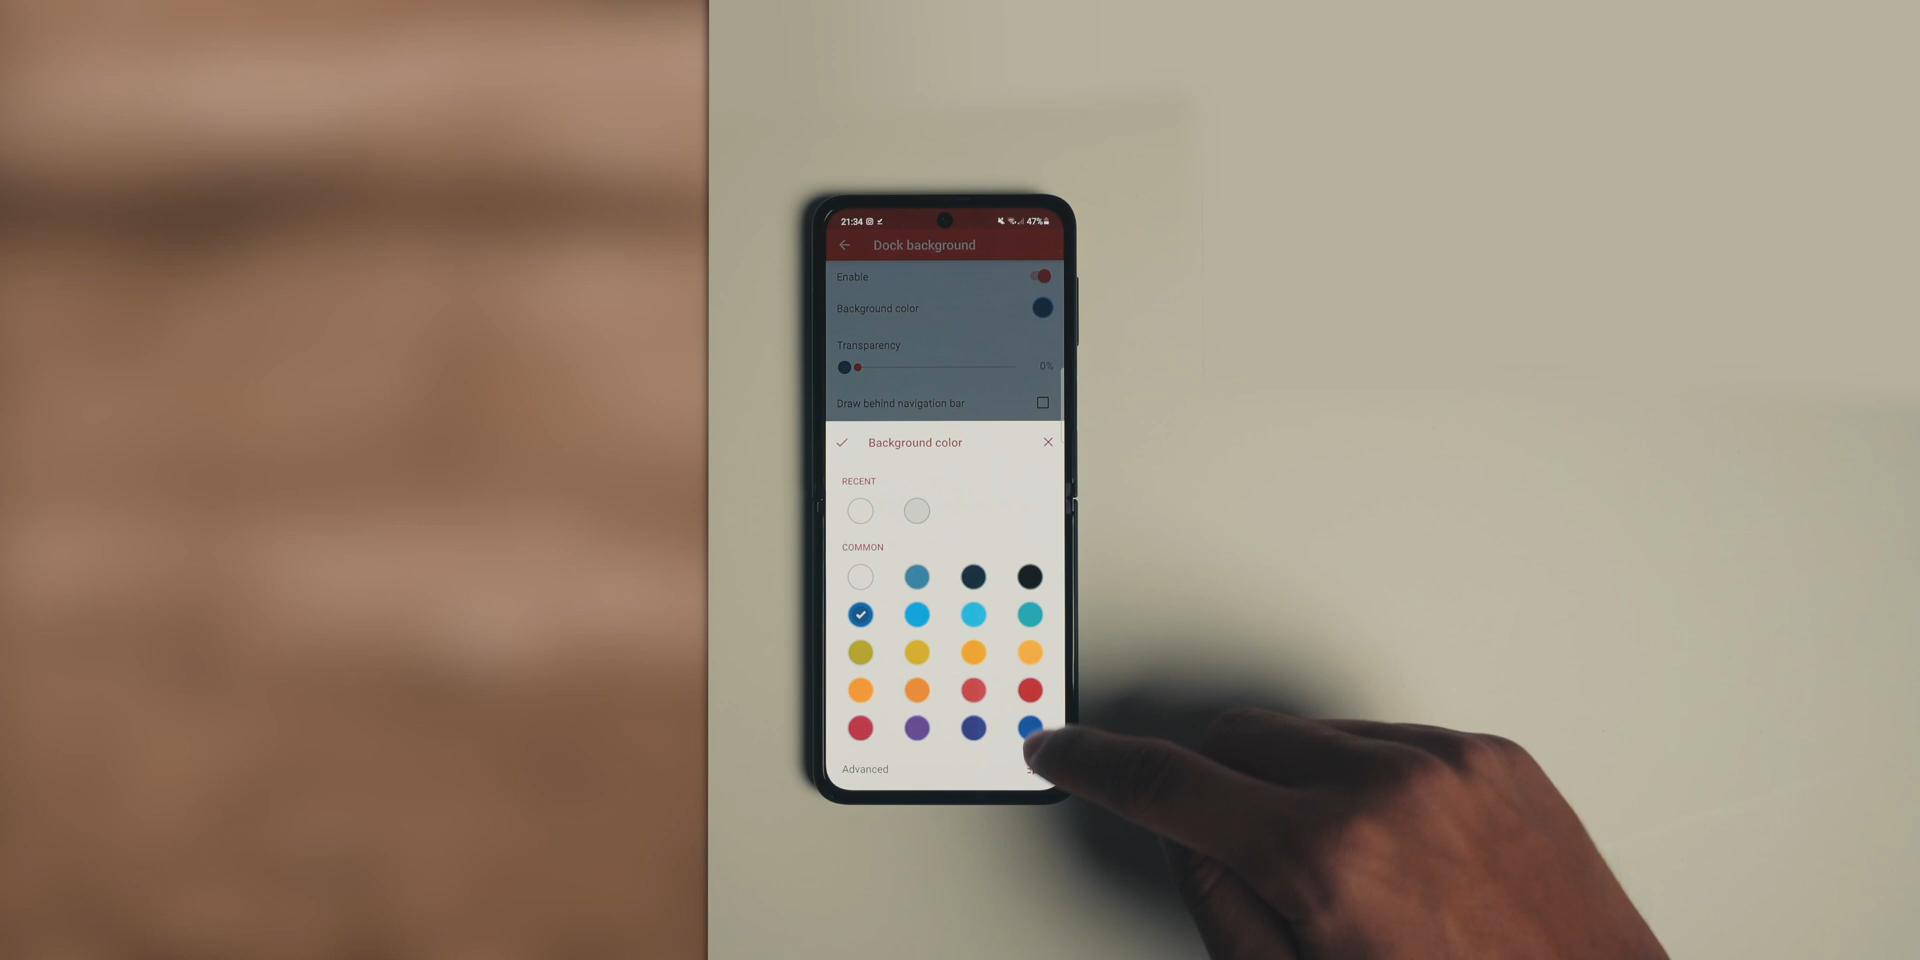 21:34 47%
Dock background
Enable
Background color
Transparency
0%
Draw behind navigation bar
Background color
RECENT
COMMON
Advanced